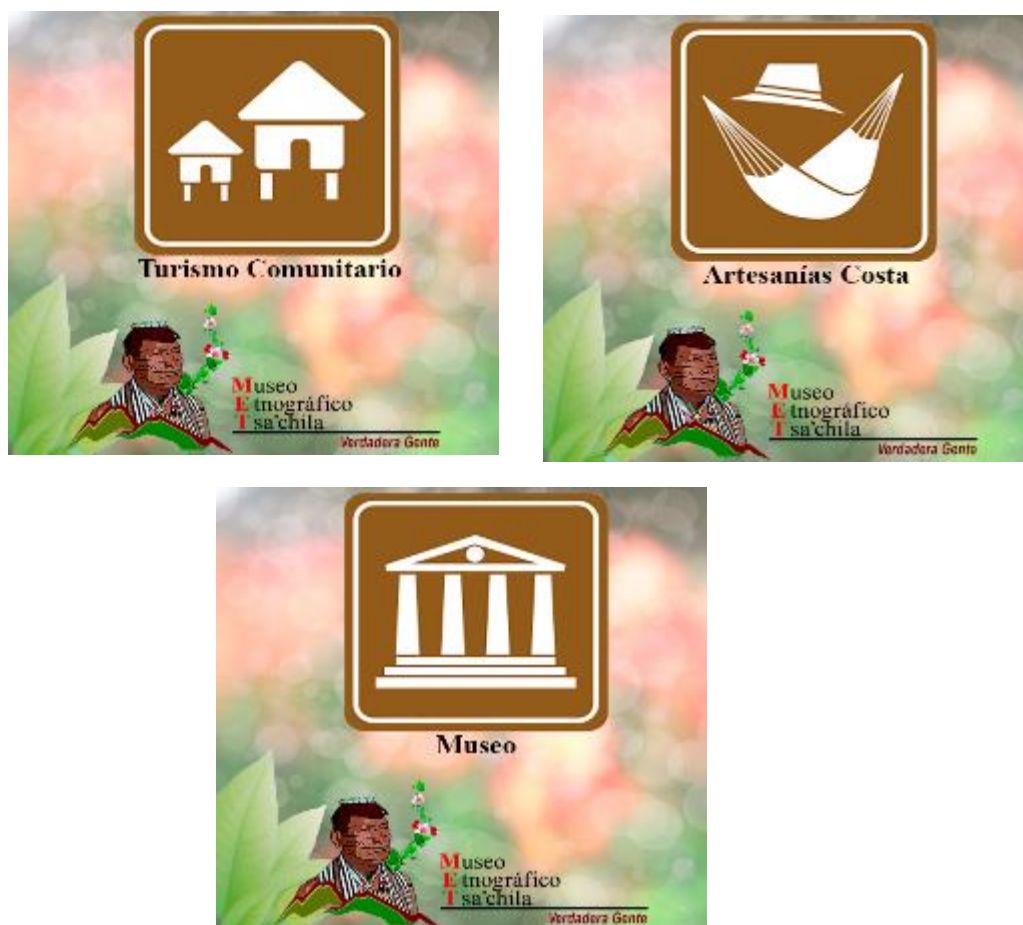 Turismo Comunitario
Museo
Etnográfico
Tsa'chila
Verdadera Gente
Artesanías Costa
Museo
Etnográfico
Tsa'chila
Verdadera Gente
Museo
Museo
Etnográfico
Tsa'chila
Verdadera Gente